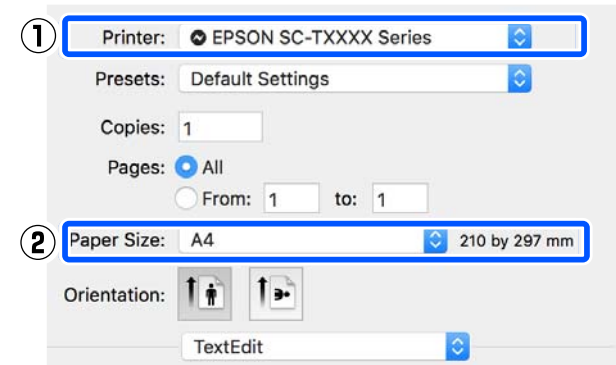 ① Printer: EPSON SC-TXXXX Series
Presets: Default Settings
Copies: 1
Pages: All
From: 1 to: 1
② Paper Size: A4 210 by 297 mm
Orientation:
TextEdit